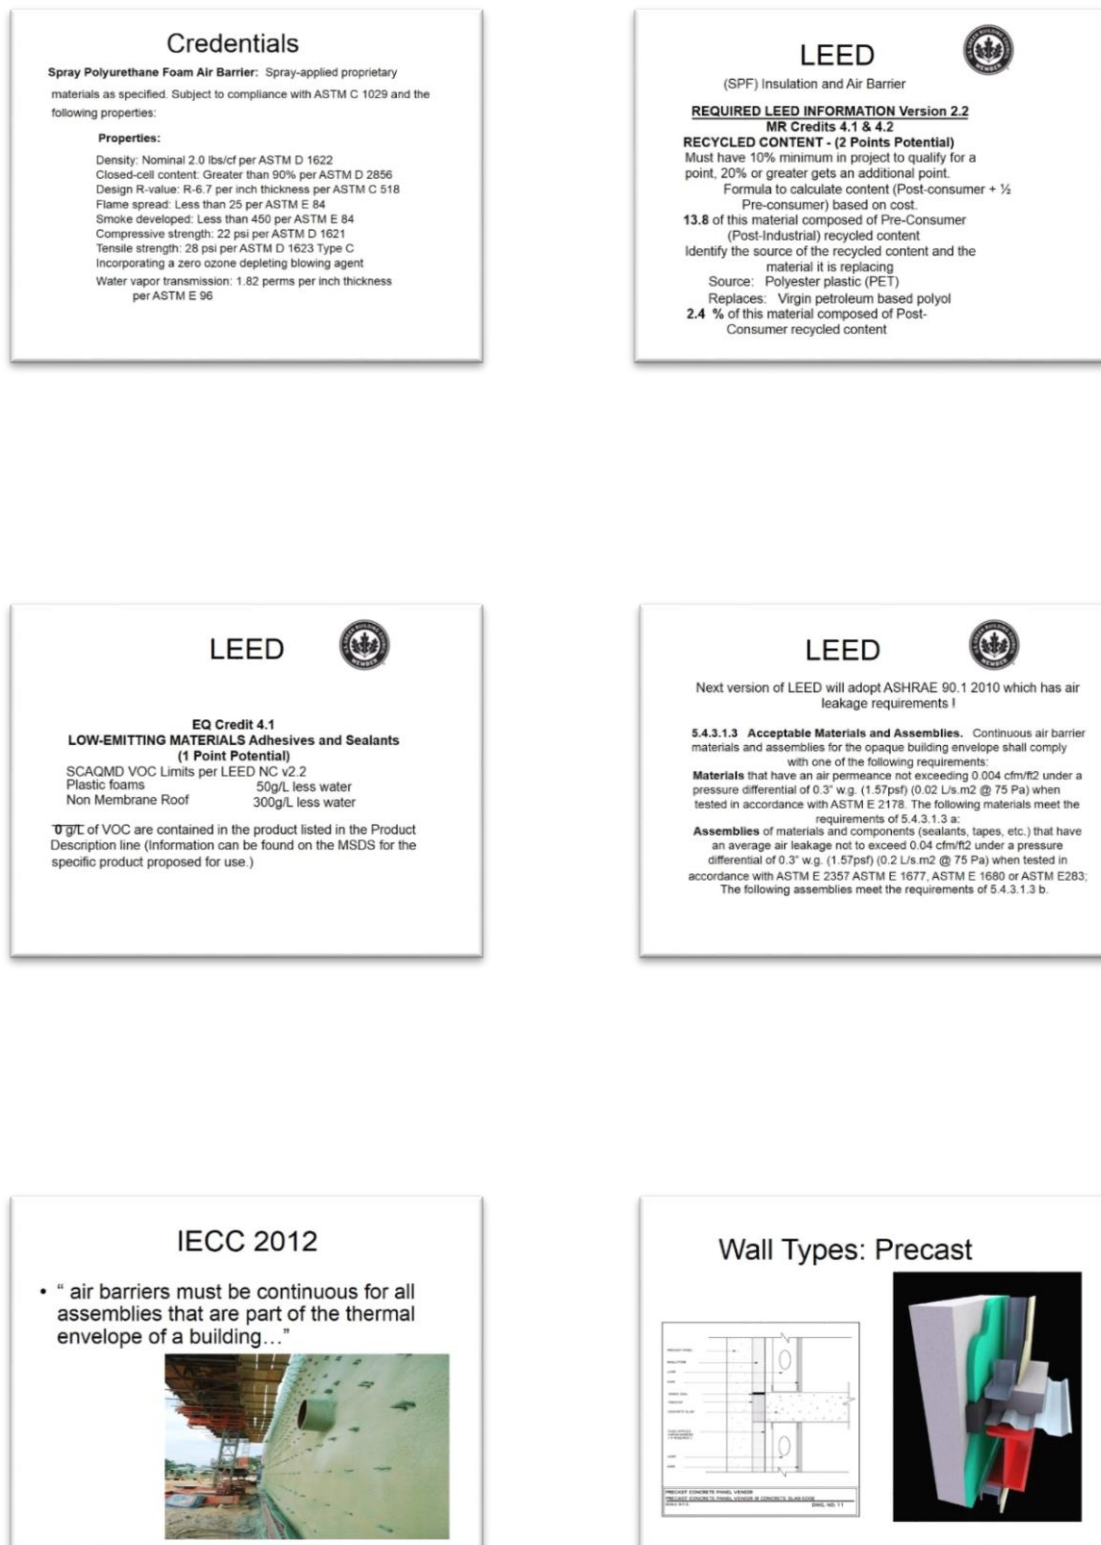 Credentials
Spray Polyurethane Foam Air Barrier: Spray-applied proprietary
materials as specified. Subject to compliance with ASTM C 1029 and the
following properties:
Properties:
Density: Nominal 2.0 lbs/cf per ASTM D 1622
Closed-cell content: Greater than 90% per ASTM D 2856
Design R-value: R-6.7 per inch thickness per ASTM C 518
Flame spread: Less than 25 per ASTM E 84
Smoke developed: Less than 450 per ASTM E 84
Compressive strength: 22 psi per ASTM D 1621
Tensile strength: 28 psi per ASTM D 1623 Type C
Incorporating a zero ozone depleting blowing agent
Water vapor transmission: 1.82 perms per inch thickness
per ASTM E 96
LEED
(SPF) Insulation and Air Barrier
REQUIRED LEED INFORMATION Version 2.2
MR Credits 4.1 & 4.2
RECYCLED CONTENT - (2 Points Potential)
Must have 10% minimum in project to qualify for a
point, 20% or greater gets an additional point.
Formula to calculate content (Post-consumer + ½
Pre-consumer) based on cost.
13.8 of this material composed of Pre-Consumer
(Post-Industrial) recycled content
Identify the source of the recycled content and the
material it is replacing
Source: Polyester plastic (PET)
Replaces: Virgin petroleum based polyol
2.4 % of this material composed of Post-
Consumer recycled content
LEED
EQ Credit 4.1
LOW-EMITTING MATERIALS Adhesives and Sealants
(1 Point Potential)
SCAQMD VOC Limits per LEED NC v2.2
Plastic foams 50g/L less water
Non Membrane Roof 300g/L less water
0 g/L of VOC are contained in the product listed in the Product
Description line (Information can be found on the MSDS for the
specific product proposed for use.)
LEED
Next version of LEED will adopt ASHRAE 90.1 2010 which has air
leakage requirements !
5.4.3.1.3 Acceptable Materials and Assemblies. Continuous air barrier
materials and assemblies for the opaque building envelope shall comply
with one of the following requirements:
Materials that have an air permeance not exceeding 0.004 cfm/ft2 under a
pressure differential of 0.3" w.g. (1.57psf) (0.02 L/s.m2 @ 75 Pa) when
tested in accordance with ASTM E 2178. The following materials meet the
requirements of 5.4.3.1.3 a:
Assemblies of materials and components (sealants, tapes, etc.) that have
an average air leakage not to exceed 0.04 cfm/ft2 under a pressure
differential of 0.3" w.g. (1.57psf) (0.2 L/s.m2 @ 75 Pa) when tested in
accordance with ASTM E 2357 ASTM E 1677, ASTM E 1680 or ASTM E283;
The following assemblies meet the requirements of 5.4.3.1.3 b.
IECC 2012
• “ air barriers must be continuous for all
assemblies that are part of the thermal
envelope of a building…”
Wall Types: Precast
PRECAST CONCRETE PANEL VENEER
PRECAST CONCRETE PANEL VENEER @ CONCRETE SLAB EDGE
DWG. NO. 11